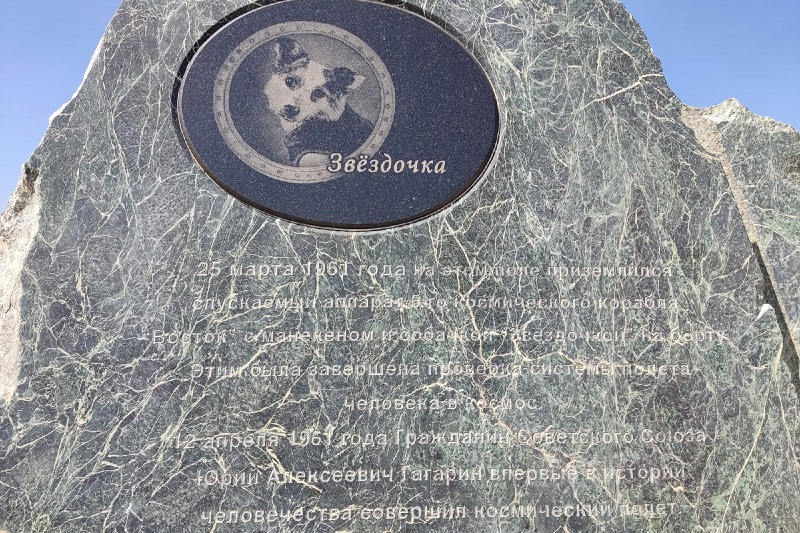 Звёздочка
25 марта 1961 года на этом поле приземлился
спускаемый аппарат 5-го космического корабля
"Восток" с манекеном и собачкой "Звездочкой" на борту
Этим была завершена проверка системы полета
человека в космос
12 апреля 1961 года Гражданин Советского Союза
Юрий Алексеевич Гагарин впервые в истории
человечества совершил космический полет